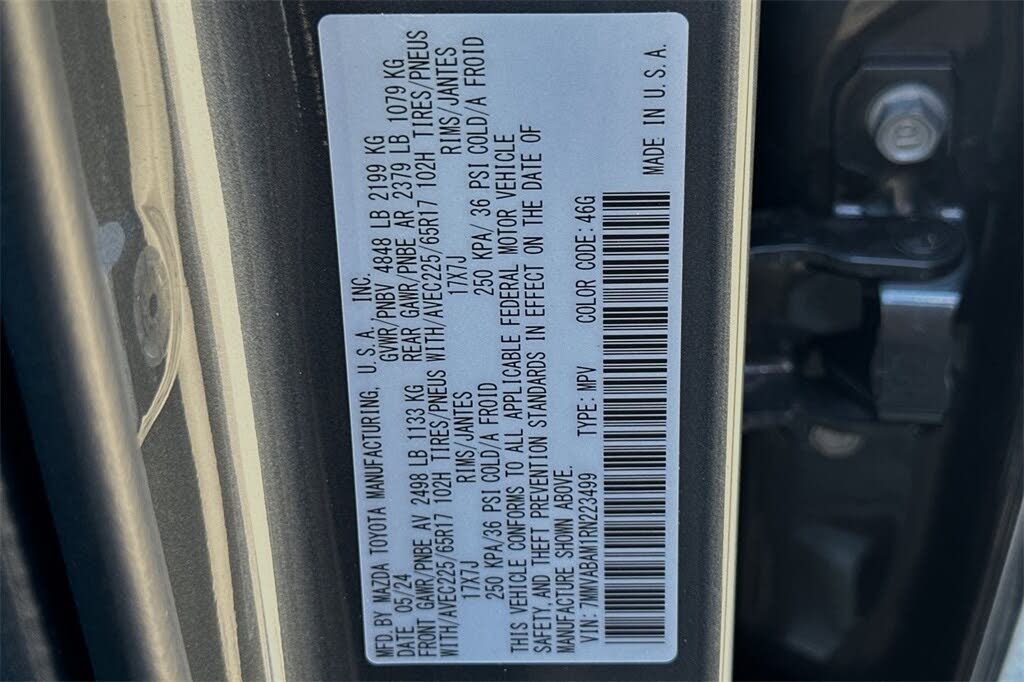 MFD. BY MAZDA TOYOTA MANUFACTURING, U.S.A., INC.
DATE 05/24 GVWR/PNBV 4848 LB 2199 KG
FRONT GAWR/PNBE AV 2498 LB 1133 KG REAR GAWR/PNBE AR 2379 LB 1079 KG
WITH/AVEC225/65R17 102H TIRES/PNEUS WITH/AVEC225/65R17 102H TIRES/PNEUS
17X7J RIMS/JANTES 17X7J RIMS/JANTES
250 KPA/36 PSI COLD/A FROID 250 KPA/ 36 PSI COLD/A FROID
THIS VEHICLE CONFORMS TO ALL APPLICABLE FEDERAL MOTOR VEHICLE
SAFETY, AND THEFT PREVENTION STANDARDS IN EFFECT ON THE DATE OF
MANUFACTURE SHOWN ABOVE.
VIN: 7MMVABAM1RN223499 TYPE: MPV COLOR CODE: 46G
MADE IN U.S.A.